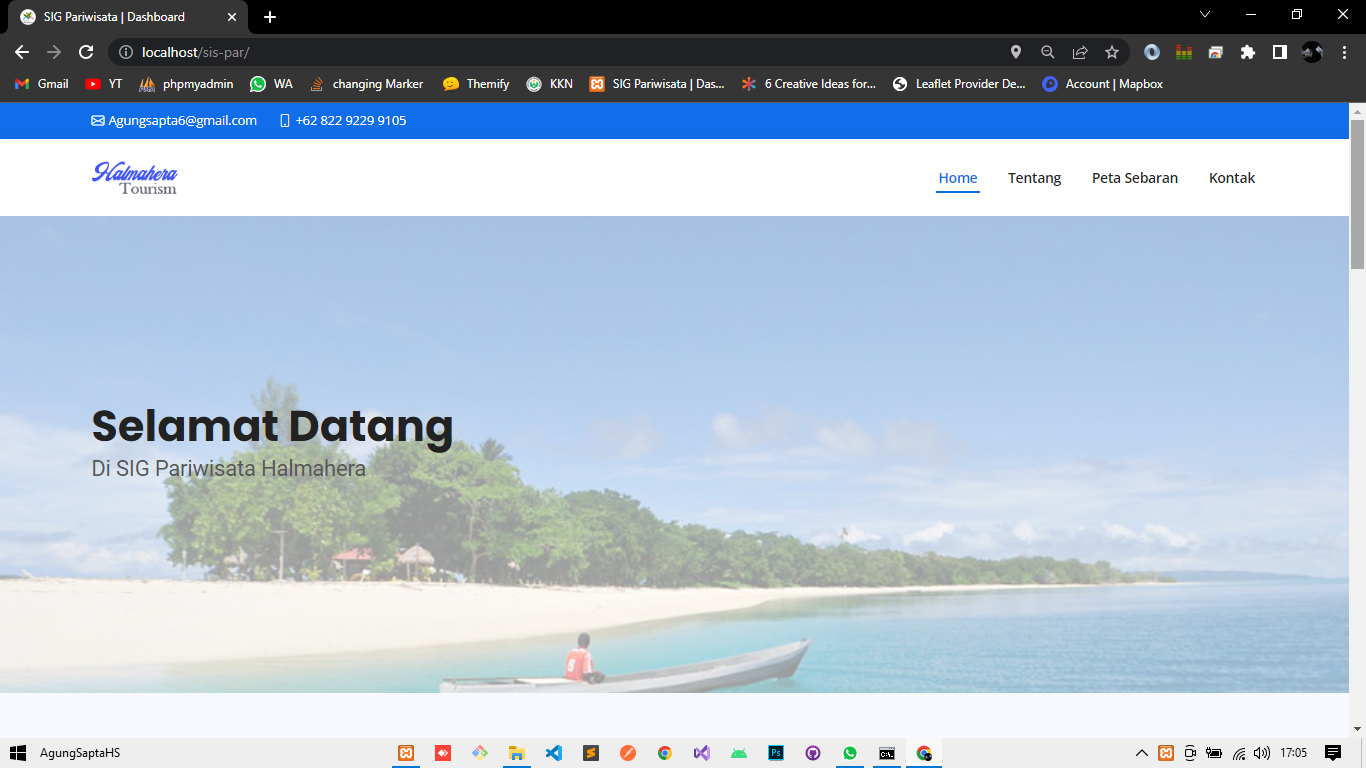 SIG Pariwisata | Dashboard
localhost/sis-par/
Gmail
YT
phpmyadmin
WA
changing Marker
Themify
KKN
SIG Pariwisata | Das...
6 Creative Ideas for...
Leaflet Provider De...
Account | Mapbox
Agungsapta6@gmail.com
+62 822 9229 9105
Halmahera
Tourism
Home
Tentang
Peta Sebaran
Kontak
Selamat Datang
Di SIG Pariwisata Halmahera
AgungSaptaHS
Ps
C:\.
17:05